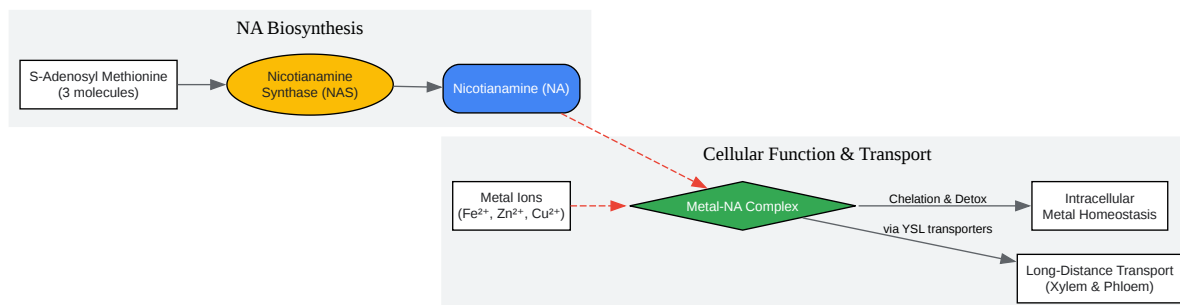 NA Biosynthesis
S-Adenosyl Methionine
(3 molecules)
Nicotianamine
Synthase (NAS)
Nicotianamine (NA)
Cellular Function & Transport
Metal Ions
(Fe²⁺, Zn²⁺, Cu²⁺)
Metal-NA Complex
Chelation & Detox
Intracellular
Metal Homeostasis
via YSL transporters
Long-Distance Transport
(Xylem & Phloem)